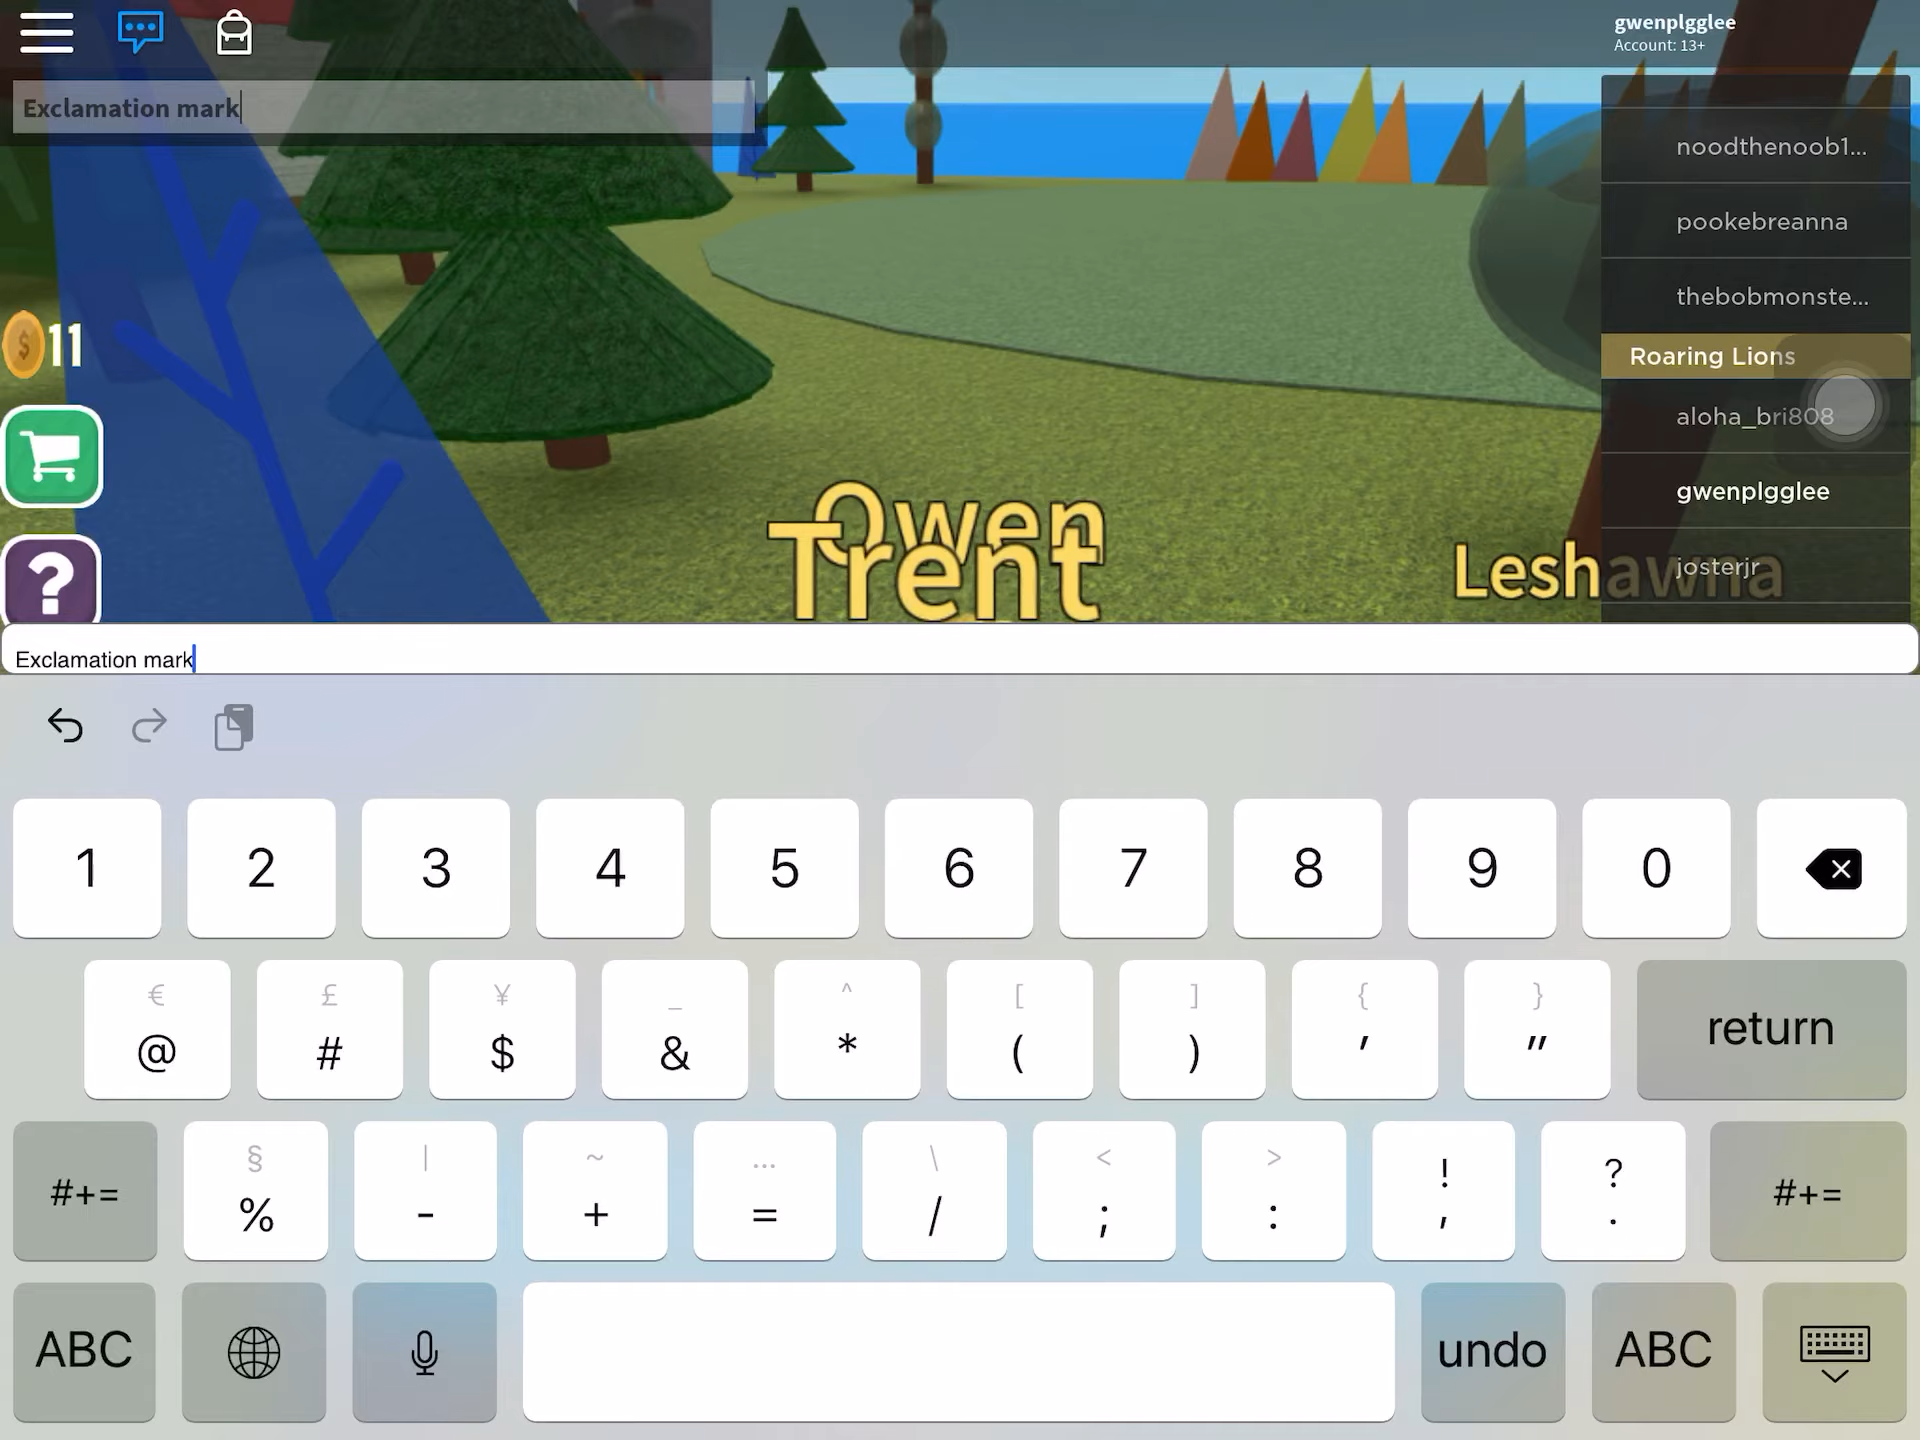 gwenplgglee
Account: 13+
Exclamation mark
noodthenoob1...
pookebreanna
thebobmonste...
Roaring Lions
aloha_bri808
gwenplgglee
josterjr
$ 11
?
Owen
Trent
Leshawna
Exclamation mark
1 2 3 4 5 6 7 8 9 0
€ £ ¥ _ ^ [ ] { }
@ # $ & * ( ) ' "
return
§ | ~ ... \ < > ! ?
#+= % - + = / ; : , . #+=
ABC undo ABC